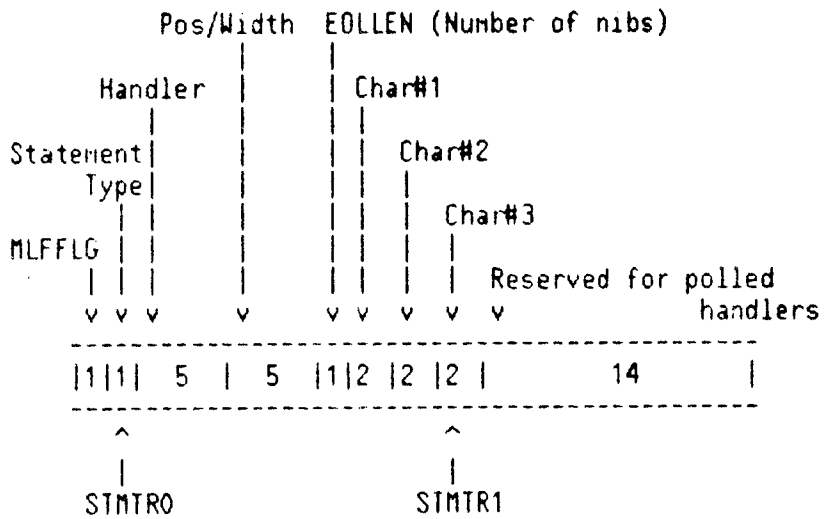 Pos/Width EOLLEN (Number of nibs)
Handler Char#1
Statement Char#2
Type Char#3
MLFFLG Reserved for polled
handlers
|1|1| 5 | 5 |1|2 |2 |2 | 14 |
STMTR0 STMTR1